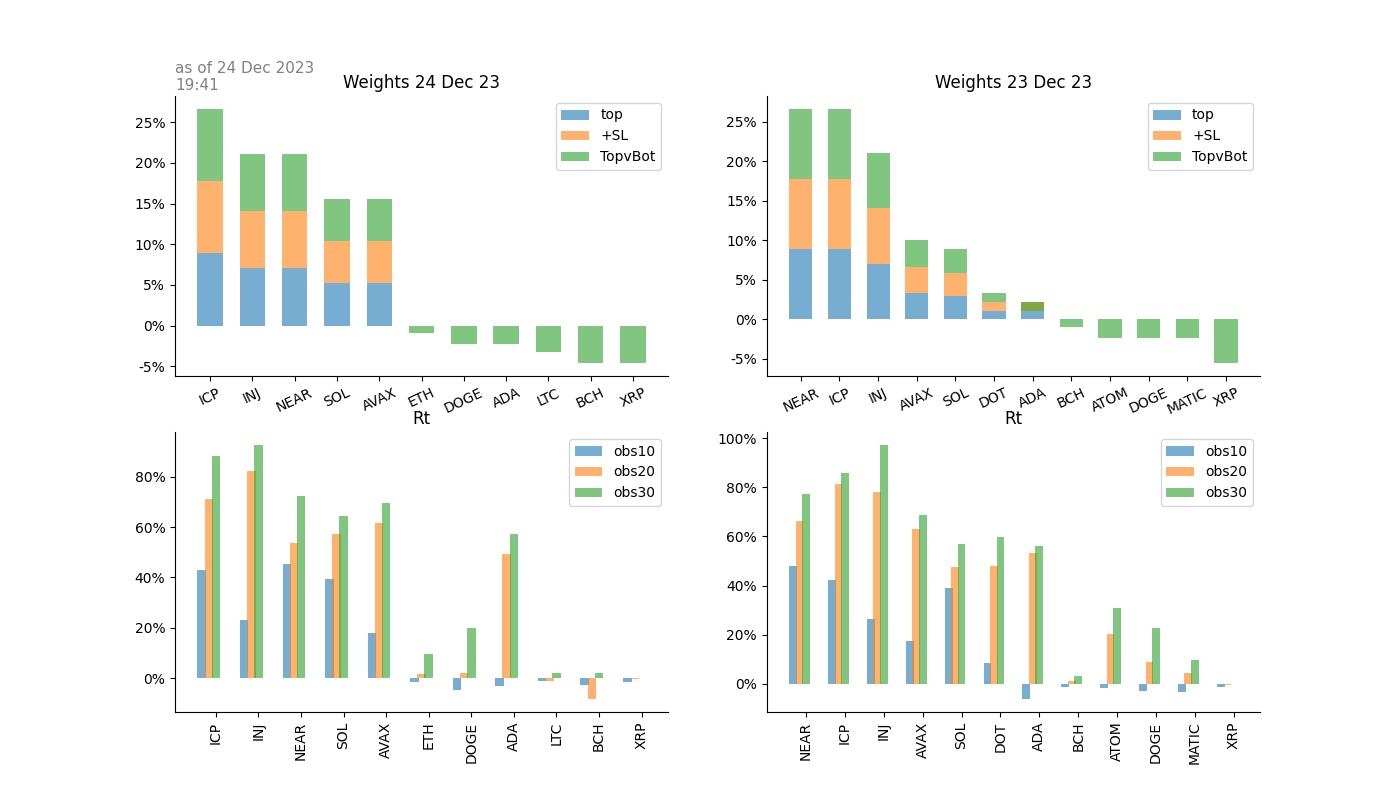 as of 24 Dec 2023
19:41
Weights 24 Dec 23
25%
20%
15%
10%
5%
0%
-5%
top
+SL
TopvBot
ICP INJ NEAR SOL AVAX ETH DOGE ADA LTC BCH XRP
Weights 23 Dec 23
25%
20%
15%
10%
5%
0%
-5%
top
+SL
TopvBot
NEAR ICP INJ AVAX SOL DOT ADA BCH ATOM DOGE MATIC XRP
Rt
80%
60%
40%
20%
0%
obs10
obs20
obs30
ICP INJ NEAR SOL AVAX ETH DOGE ADA LTC BCH XRP
Rt
100%
80%
60%
40%
20%
0%
obs10
obs20
obs30
NEAR ICP INJ AVAX SOL DOT ADA BCH ATOM DOGE MATIC XRP